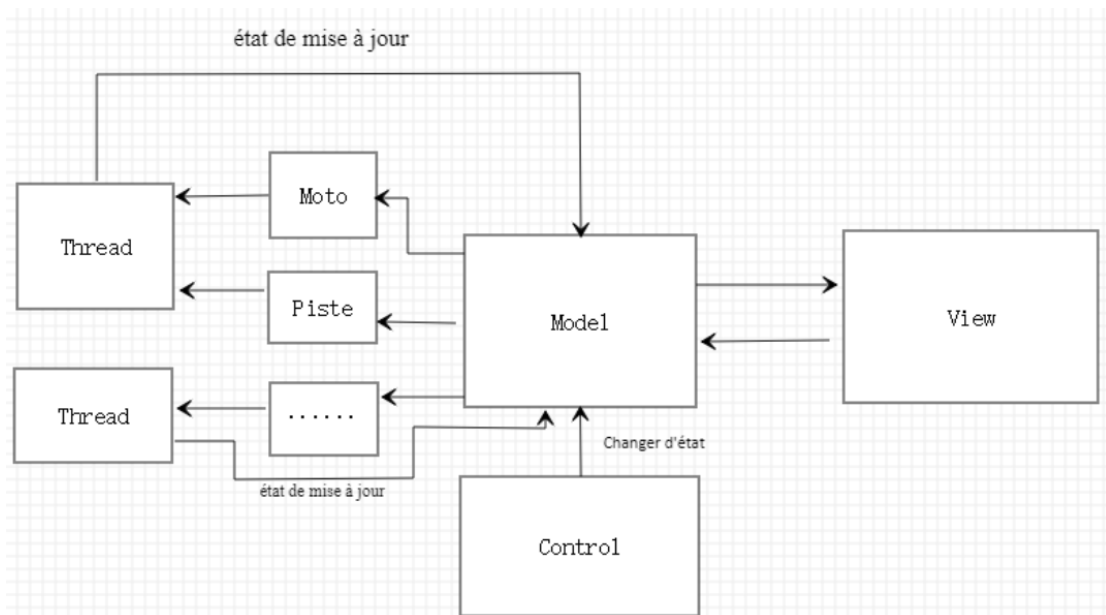 état de mise à jour
Moto
Thread
Piste
Model
View
Thread
......
Changer d'état
état de mise à jour
Control